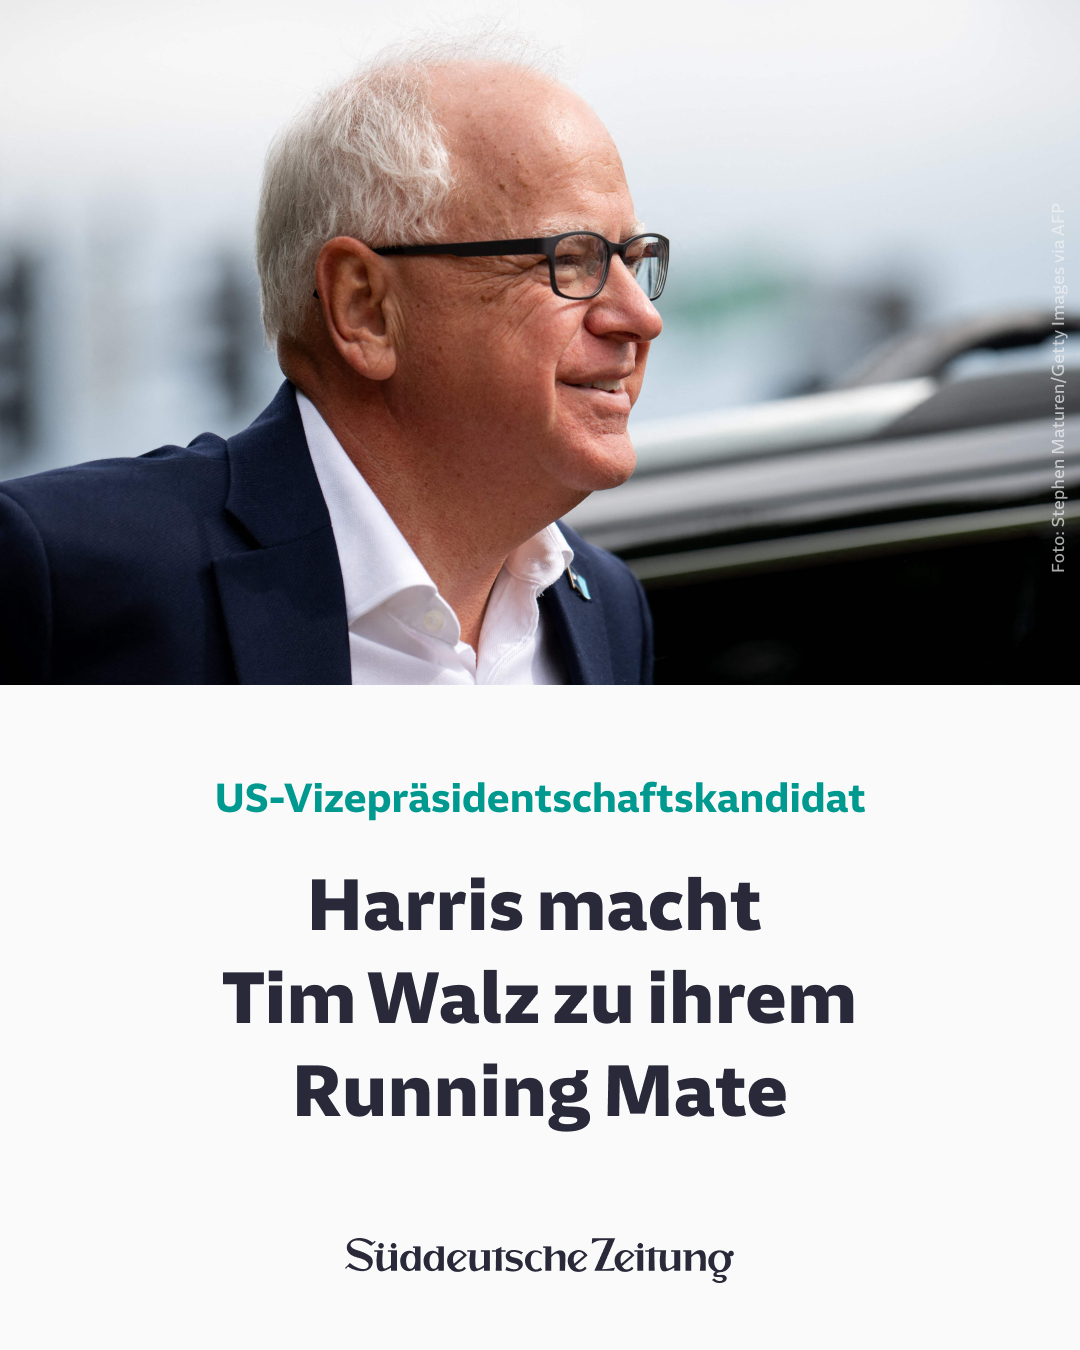 Foto: Stephen Maturen/Getty Images via AFP
US-Vizepräsidentschaftskandidat
Harris macht
Tim Walz zu ihrem
Running Mate
Süddeutsche Zeitung